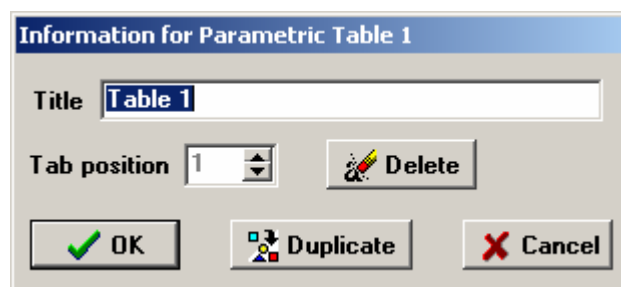 Information for Parametric Table 1
Title Table 1
Tab position 1 Delete
OK Duplicate Cancel